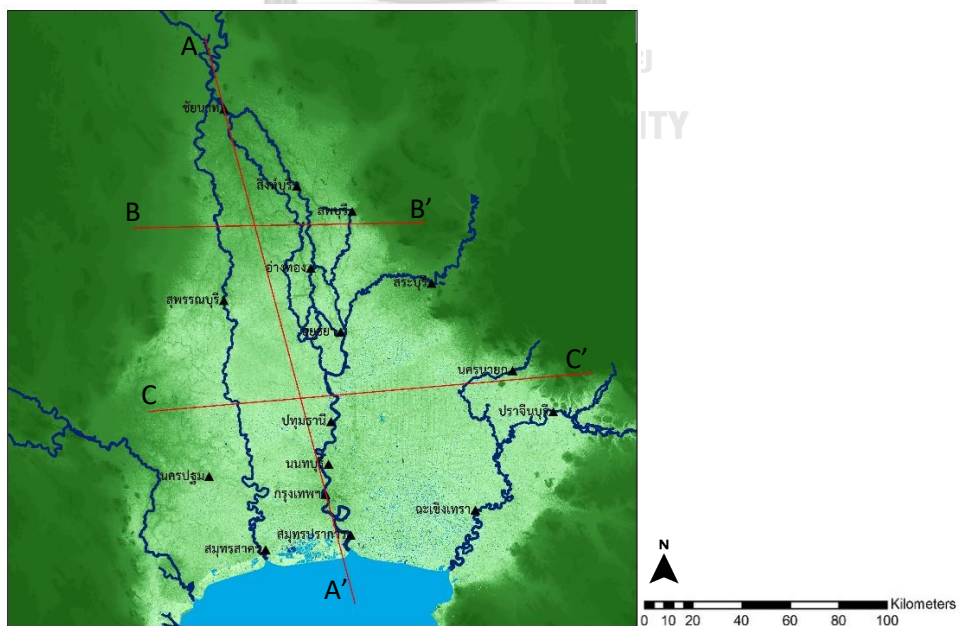 A
ย
ชัยนาท
ITY
สิงห์บุรี
ลพบุรี
B
B’
อ่างทอง
สระบุรี
สุพรรณบุรี
อยุธยา
นครนายก
C’
C
ปราจีนบุรี
ปทุมธานี
นนทบุรี
นครปฐม
กรุงเทพฯ
ฉะเชิงเทรา
สมุทรปราการ
สมุทรสาคร
N
A’
Kilometers
0 10 20 40 60 80 100